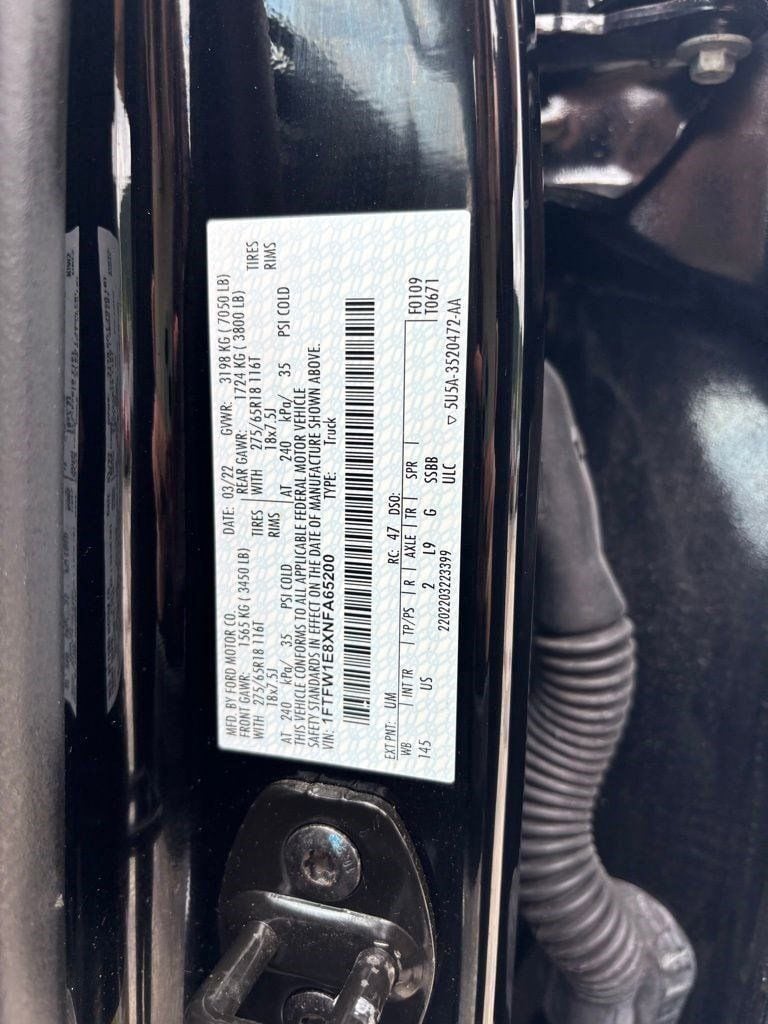 MFD. BY FORD MOTOR CO.
DATE: 03/22 GVWR: 3198 KG ( 7050 LB)
FRONT GAWR: 1565 KG ( 3450 LB) REAR GAWR: 1724 KG ( 3800 LB)
WITH 275/65R18 116T TIRES WITH 275/65R18 116T TIRES
18x7.5J RIMS 18x7.5J RIMS
AT 240 kPa/ 35 PSI COLD AT 240 kPa/ 35 PSI COLD
THIS VEHICLE CONFORMS TO ALL APPLICABLE FEDERAL MOTOR VEHICLE
SAFETY STANDARDS IN EFFECT ON THE DATE OF MANUFACTURE SHOWN ABOVE.
VIN: 1FTFW1E8XNFA65200 TYPE: Truck
EXT PNT: UM RC: 47 DSO: F0109
WB INT TR TP/PS R AXLE TR SPR T0671
145 US 2 L9 G SSBB
2202203223399 ULC ▽ 5U5A-3520472-AA